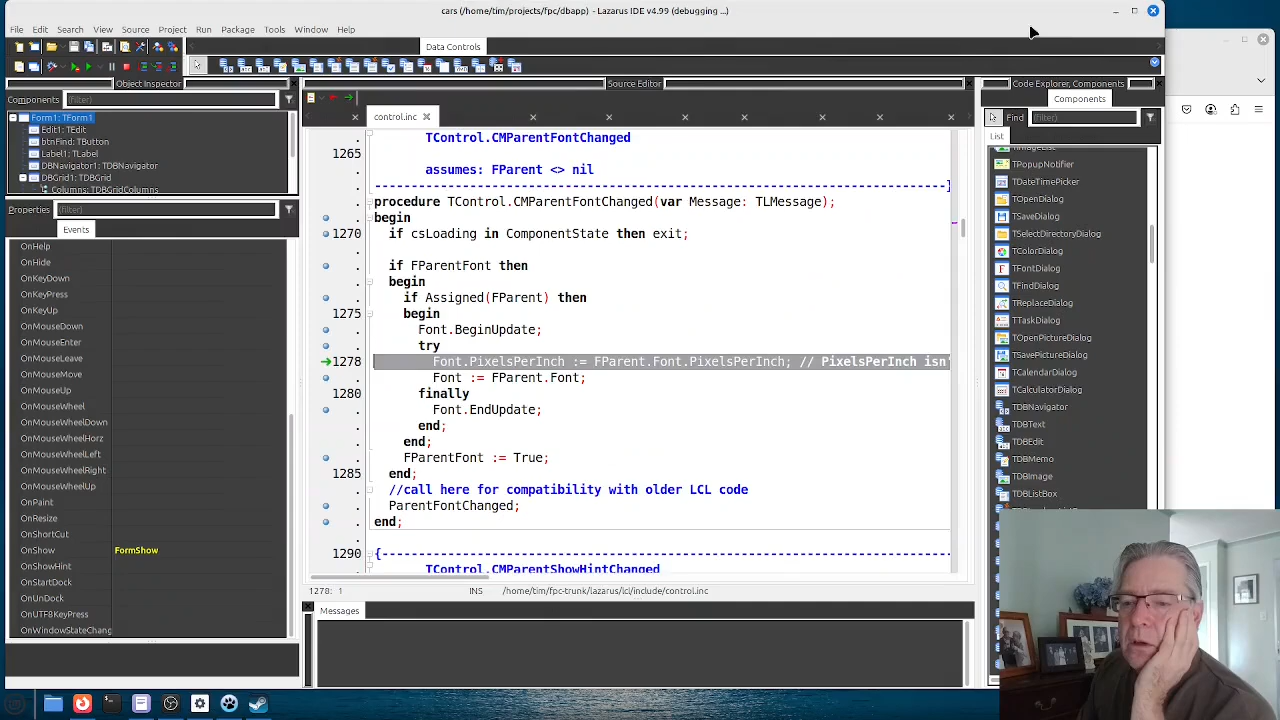 cars (/home/tim/projects/fpc/dbapp) - Lazarus IDE v4.99 (debugging ...)
File Edit Search View Source Project Run Package Tools Window Help
Data Controls
Object Inspector
Source Editor
Code Explorer, Components
Components (filter)
control.inc
Components
Find (filter)
List
Form1: TForm1
Edit1: TEdit
btnFind: TButton
Label1: TLabel
DBNavigator1: TDBNavigator
DBGrid1: TDBGrid
Columns: TDBGridColumns
Properties (filter)
Events
OnHelp
OnHide
OnKeyDown
OnKeyPress
OnKeyUp
OnMouseDown
OnMouseEnter
OnMouseLeave
OnMouseMove
OnMouseUp
OnMouseWheel
OnMouseWheelDown
OnMouseWheelHorz
OnMouseWheelLeft
OnMouseWheelRight
OnMouseWheelUp
OnPaint
OnResize
OnShortCut
OnShow FormShow
OnShowHint
OnStartDock
OnUnDock
OnUTF8KeyPress
OnWindowStateChang
TControl.CMParentFontChanged
1265
assumes: FParent <> nil
procedure TControl.CMParentFontChanged(var Message: TLMessage);
begin
1270 if csLoading in ComponentState then exit;
if FParentFont then
begin
if Assigned(FParent) then
1275 begin
Font.BeginUpdate;
try
1278 Font.PixelsPerInch := FParent.Font.PixelsPerInch; // PixelsPerInch isn'
Font := FParent.Font;
1280 finally
Font.EndUpdate;
end;
end;
FParentFont := True;
1285 end;
//call here for compatibility with older LCL code
ParentFontChanged;
end;
1290 {------------------------------------------------------------------------------
TControl.CMParentShowHintChanged
1278: 1 INS /home/tim/fpc-trunk/lazarus/lcl/include/control.inc
Messages
TPopupNotifier
TDateTimePicker
TOpenDialog
TSaveDialog
TSelectDirectoryDialog
TColorDialog
TFontDialog
TFindDialog
TReplaceDialog
TTaskDialog
TOpenPictureDialog
TSavePictureDialog
TCalendarDialog
TCalculatorDialog
TDBNavigator
TDBText
TDBEdit
TDBMemo
TDBImage
TDBListBox